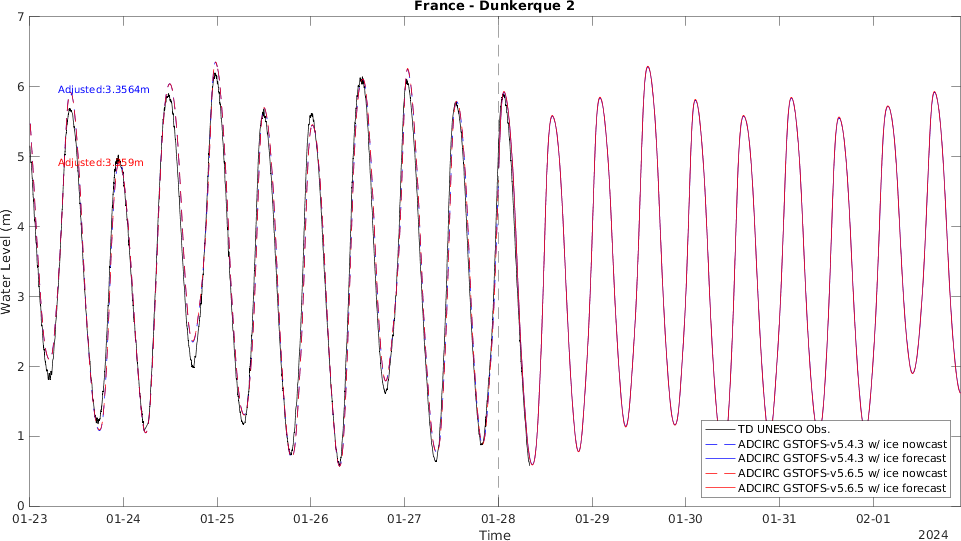 France - Dunkerque 2
7
6
5
4
3
2
1
0
Water Level (m)
Adjusted:3.3564m
TD UNESCO Obs.
ADCIRC GSTOFS-v5.4.3 w/ ice nowcast
ADCIRC GSTOFS-v5.4.3 w/ ice forecast
ADCIRC GSTOFS-v5.6.5 w/ ice nowcast
ADCIRC GSTOFS-v5.6.5 w/ ice forecast
01-23 01-24 01-25 01-26 01-27 01-28 01-29 01-30 01-31 02-01
Time
2024